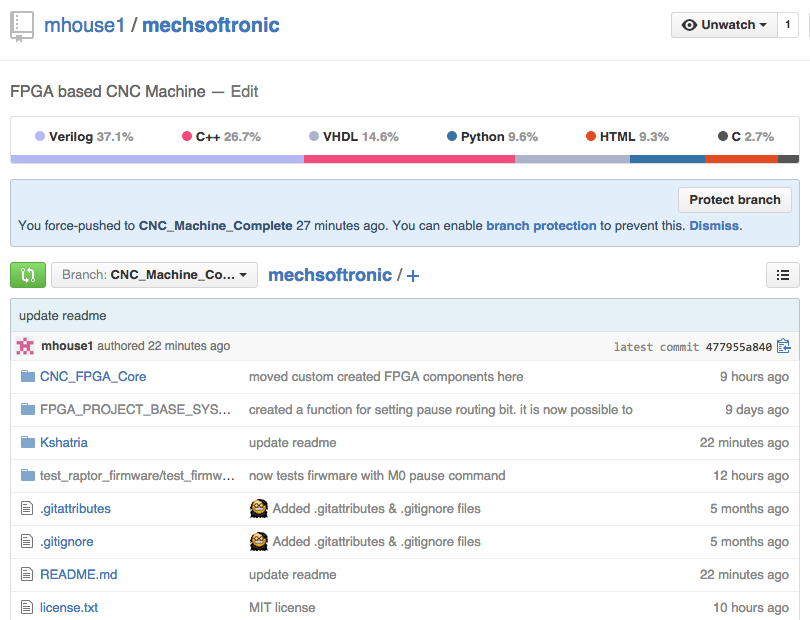 mhouse1 / mechsoftronic
Unwatch 1
FPGA based CNC Machine — Edit
Verilog 37.1% C++ 26.7% VHDL 14.6% Python 9.6% HTML 9.3% C 2.7%
Protect branch
You force-pushed to CNC_Machine_Complete 27 minutes ago. You can enable branch protection to prevent this. Dismiss.
Branch: CNC_Machine_Co... mechsoftronic / +
update readme
mhouse1 authored 22 minutes ago latest commit 477955a840
CNC_FPGA_Core moved custom created FPGA components here 9 hours ago
FPGA_PROJECT_BASE_SYS... created a function for setting pause routing bit. it is now possible to 9 days ago
Kshatria update readme 22 minutes ago
test_raptor_firmware/test_firmw... now tests firwmare with M0 pause command 12 hours ago
.gitattributes Added .gitattributes & .gitignore files 5 months ago
.gitignore Added .gitattributes & .gitignore files 5 months ago
README.md update readme 22 minutes ago
license.txt MIT license 10 hours ago